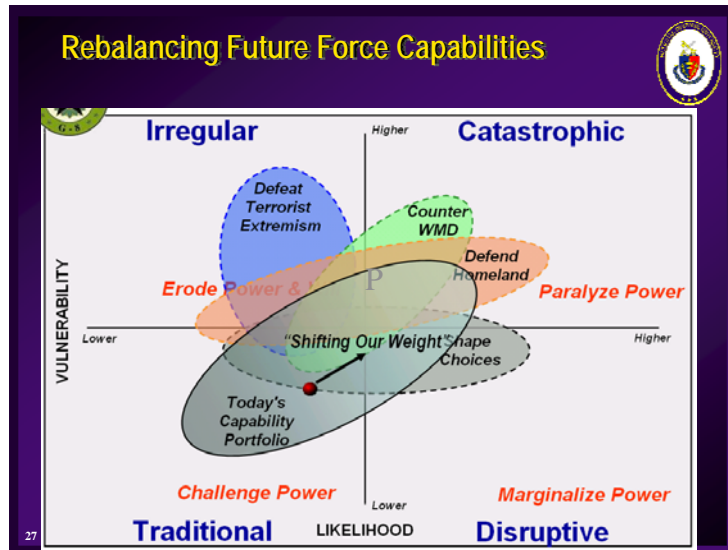 Rebalancing Future Force Capabilities
G-8
Irregular
Higher
Catastrophic
Defeat
Terrorist
Extremism
Counter
WMD
Defend
Homeland
Erode Power &
P
Paralyze Power
VULNERABILITY
Lower
Higher
"Shifting Our Weight"
Shape
Choices
Today's
Capability
Portfolio
Challenge Power
Lower
Marginalize Power
27
Traditional
LIKELIHOOD
Disruptive